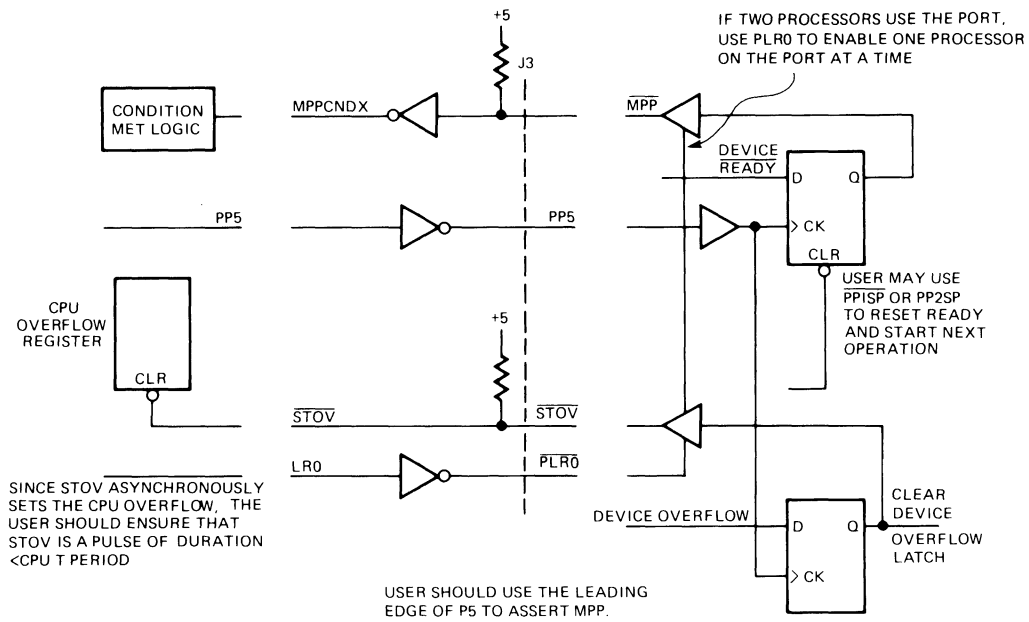 IF TWO PROCESSORS USE THE PORT,
USE PLR0 TO ENABLE ONE PROCESSOR
ON THE PORT AT A TIME
+5
J3
CONDITION
MET LOGIC
MPPCNDX
MPP
DEVICE
READY
D
Q
CK
CLR
PP5
PP5
USER MAY USE
PPISP OR PP2SP
TO RESET READY
AND START NEXT
OPERATION
CPU
OVERFLOW
REGISTER
CLR
+5
STOV
STOV
LR0
PLR0
SINCE STOV ASYNCHRONOUSLY
SETS THE CPU OVERFLOW, THE
USER SHOULD ENSURE THAT
STOV IS A PULSE OF DURATION
<CPU T PERIOD
DEVICE OVERFLOW
D
Q
CK
CLEAR
DEVICE
OVERFLOW
LATCH
USER SHOULD USE THE LEADING
EDGE OF P5 TO ASSERT MPP.